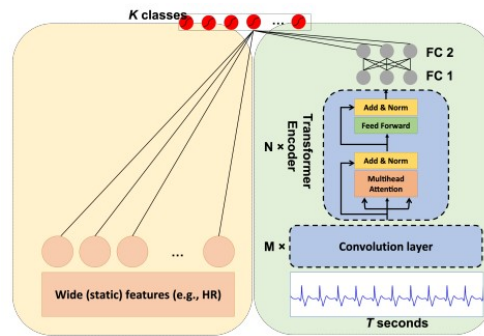 K classes
...
FC 2
FC 1
Add & Norm
Feed Forward
N ×
Transformer
Encoder
Add & Norm
Multihead
Attention
...
M ×
Convolution layer
Wide (static) features (e.g., HR)
T seconds